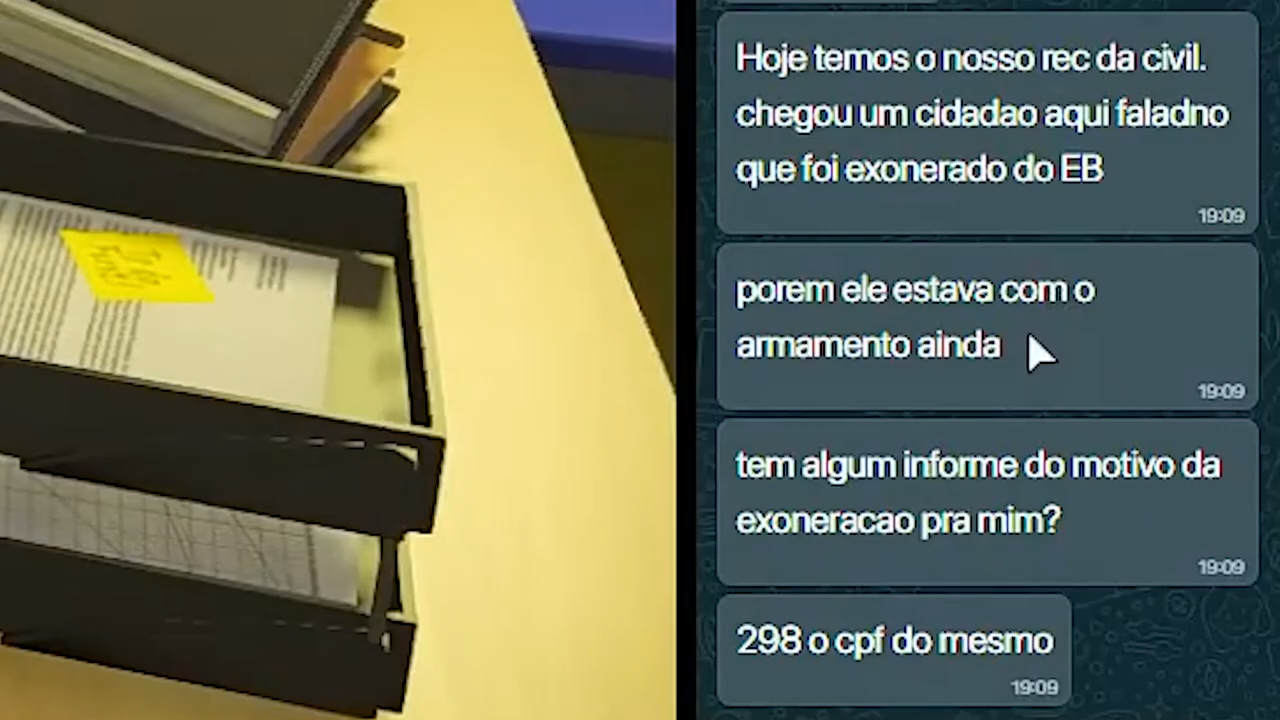 Hoje temos o nosso rec da civil.
chegou um cidadao aqui faladno
que foi exonerado do EB
19:09
porem ele estava com o
armamento ainda
19:09
tem algum informe do motivo da
exoneracao pra mim?
19:09
298 o cpf do mesmo
19:09